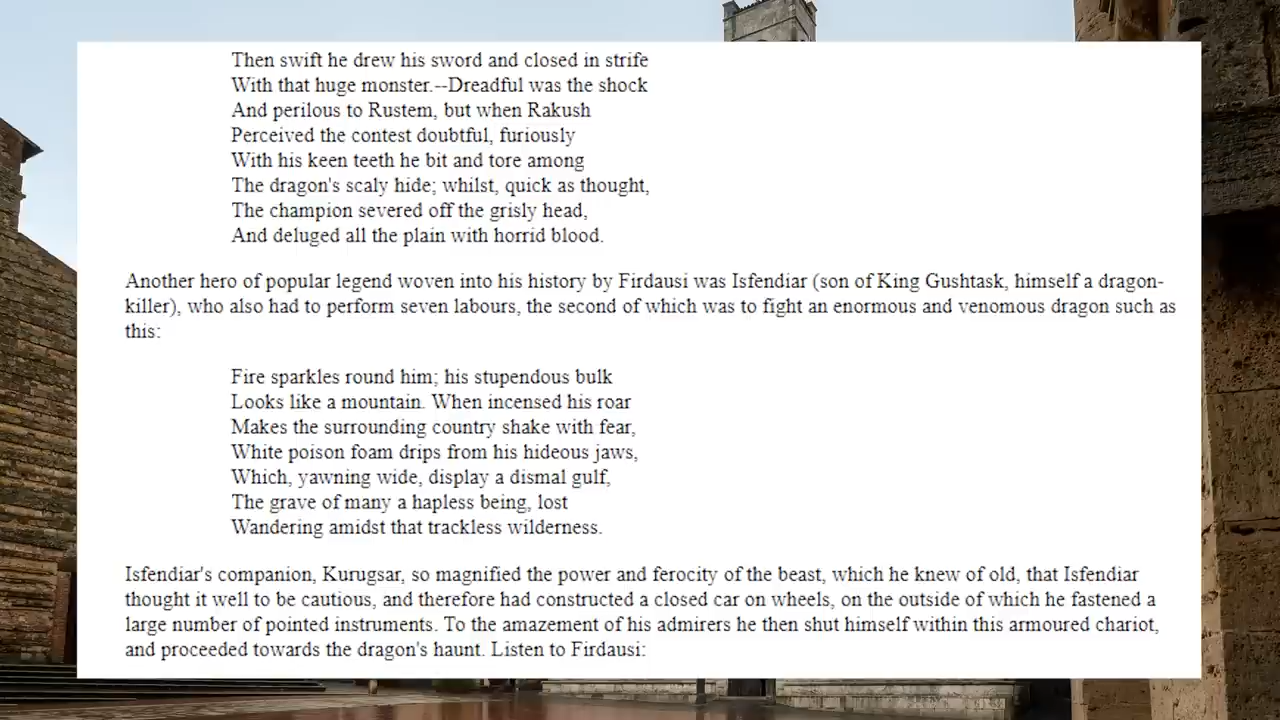 Then swift he drew his sword and closed in strife
With that huge monster.--Dreadful was the shock
And perilous to Rustem, but when Rakush
Perceived the contest doubtful, furiously
With his keen teeth he bit and tore among
The dragon's scaly hide; whilst, quick as thought,
The champion severed off the grisly head,
And deluged all the plain with horrid blood.
Another hero of popular legend woven into his history by Firdausi was Isfendiar (son of King Gushtask, himself a dragon-
killer), who also had to perform seven labours, the second of which was to fight an enormous and venomous dragon such as
this:
Fire sparkles round him; his stupendous bulk
Looks like a mountain. When incensed his roar
Makes the surrounding country shake with fear,
White poison foam drips from his hideous jaws,
Which, yawning wide, display a dismal gulf,
The grave of many a hapless being, lost
Wandering amidst that trackless wilderness.
Isfendiar's companion, Kurugsar, so magnified the power and ferocity of the beast, which he knew of old, that Isfendiar
thought it well to be cautious, and therefore had constructed a closed car on wheels, on the outside of which he fastened a
large number of pointed instruments. To the amazement of his admirers he then shut himself within this armoured chariot,
and proceeded towards the dragon's haunt. Listen to Firdausi: